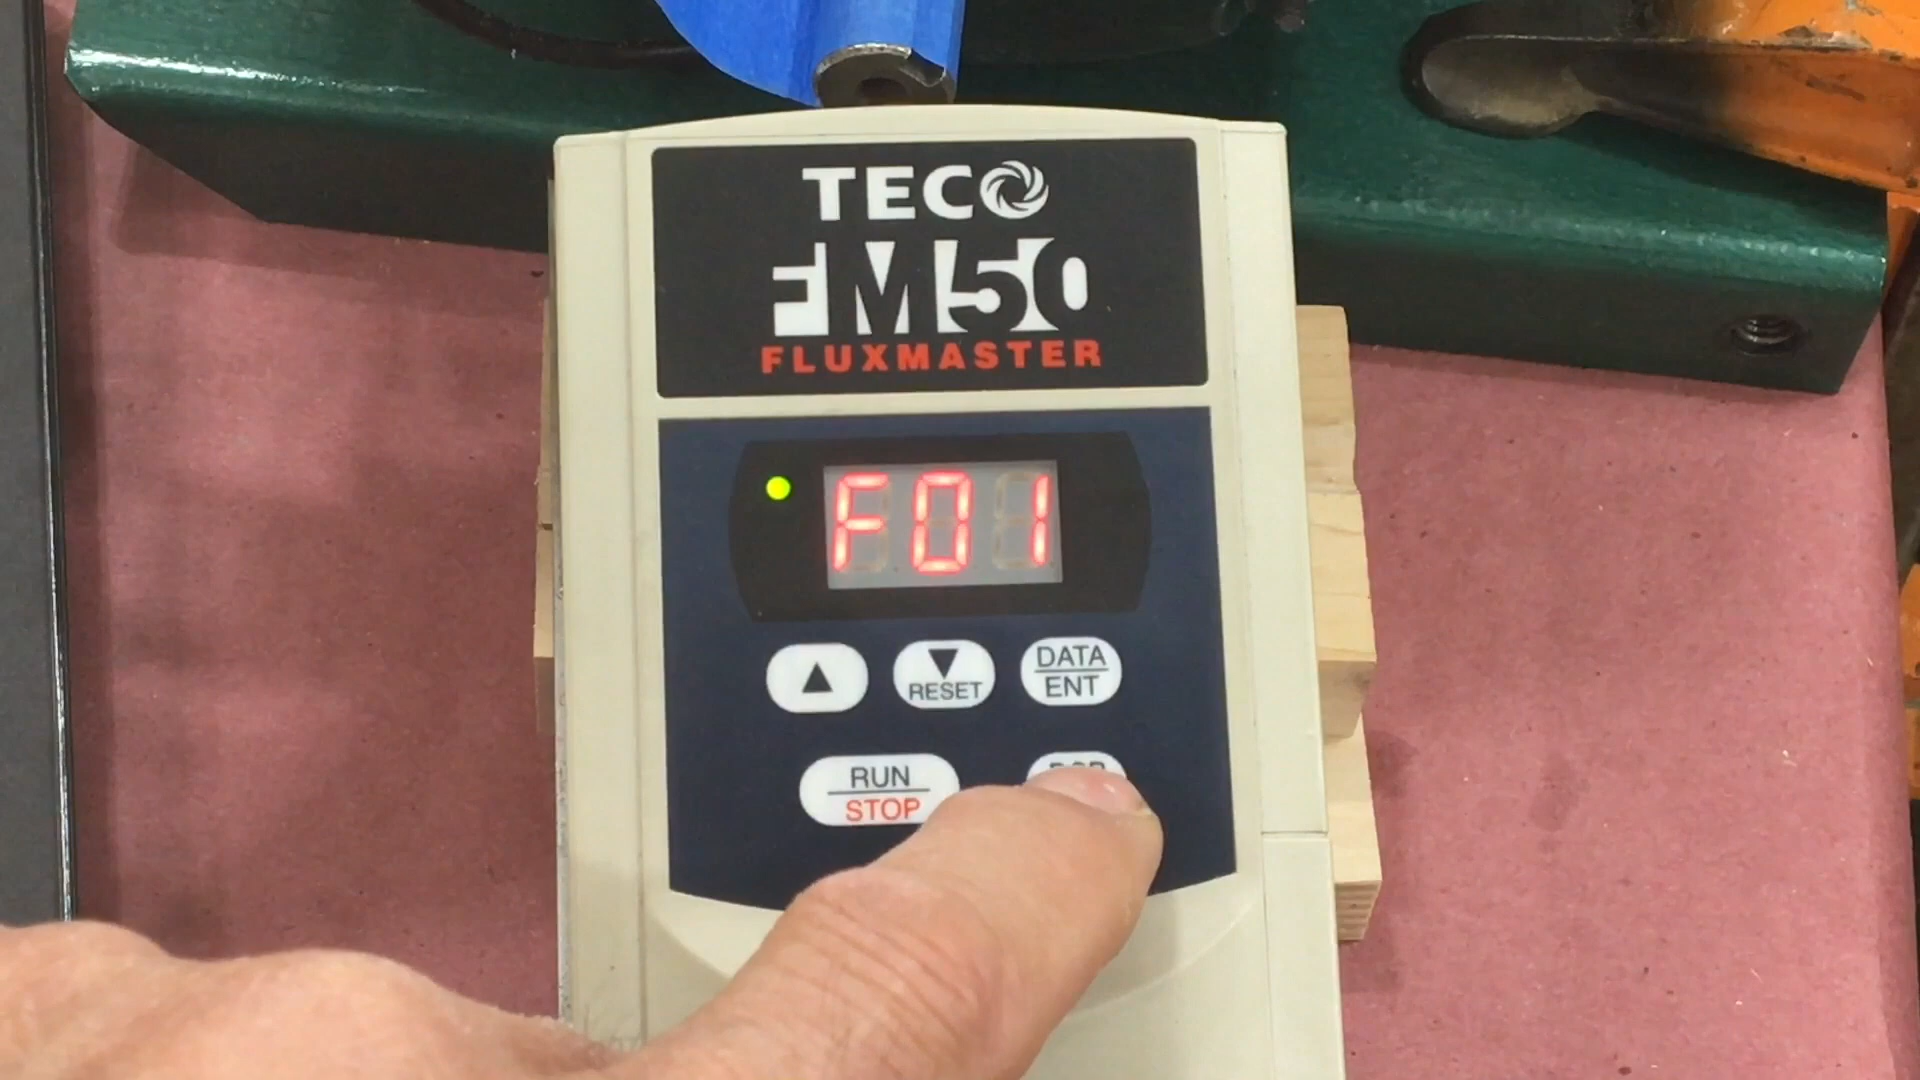 TECO
FM50
FLUXMASTER
F01
▲
▼
RESET
DATA
ENT
RUN
STOP